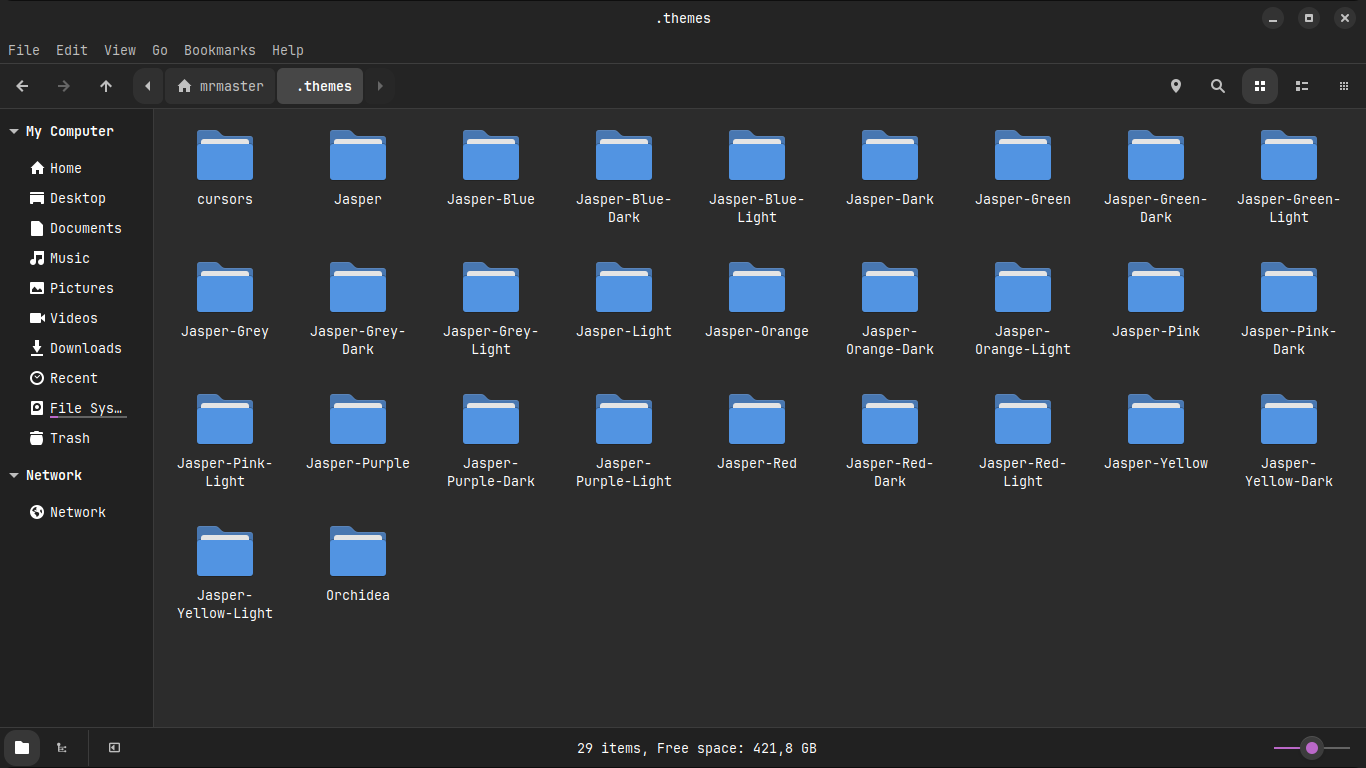 .themes
File Edit View Go Bookmarks Help
mrmaster .themes
My Computer
Home
Desktop
Documents
Music
Pictures
Videos
Downloads
Recent
File Sys…
Trash
Network
Network
cursors
Jasper
Jasper-Blue
Jasper-Blue-
Dark
Jasper-Blue-
Light
Jasper-Dark
Jasper-Green
Jasper-Green-
Dark
Jasper-Green-
Light
Jasper-Grey
Jasper-Grey-
Dark
Jasper-Grey-
Light
Jasper-Light
Jasper-Orange
Jasper-
Orange-Dark
Jasper-
Orange-Light
Jasper-Pink
Jasper-Pink-
Dark
Jasper-Pink-
Light
Jasper-Purple
Jasper-
Purple-Dark
Jasper-
Purple-Light
Jasper-Red
Jasper-Red-
Dark
Jasper-Red-
Light
Jasper-Yellow
Jasper-
Yellow-Dark
Jasper-
Yellow-Light
Orchidea
29 items, Free space: 421,8 GB